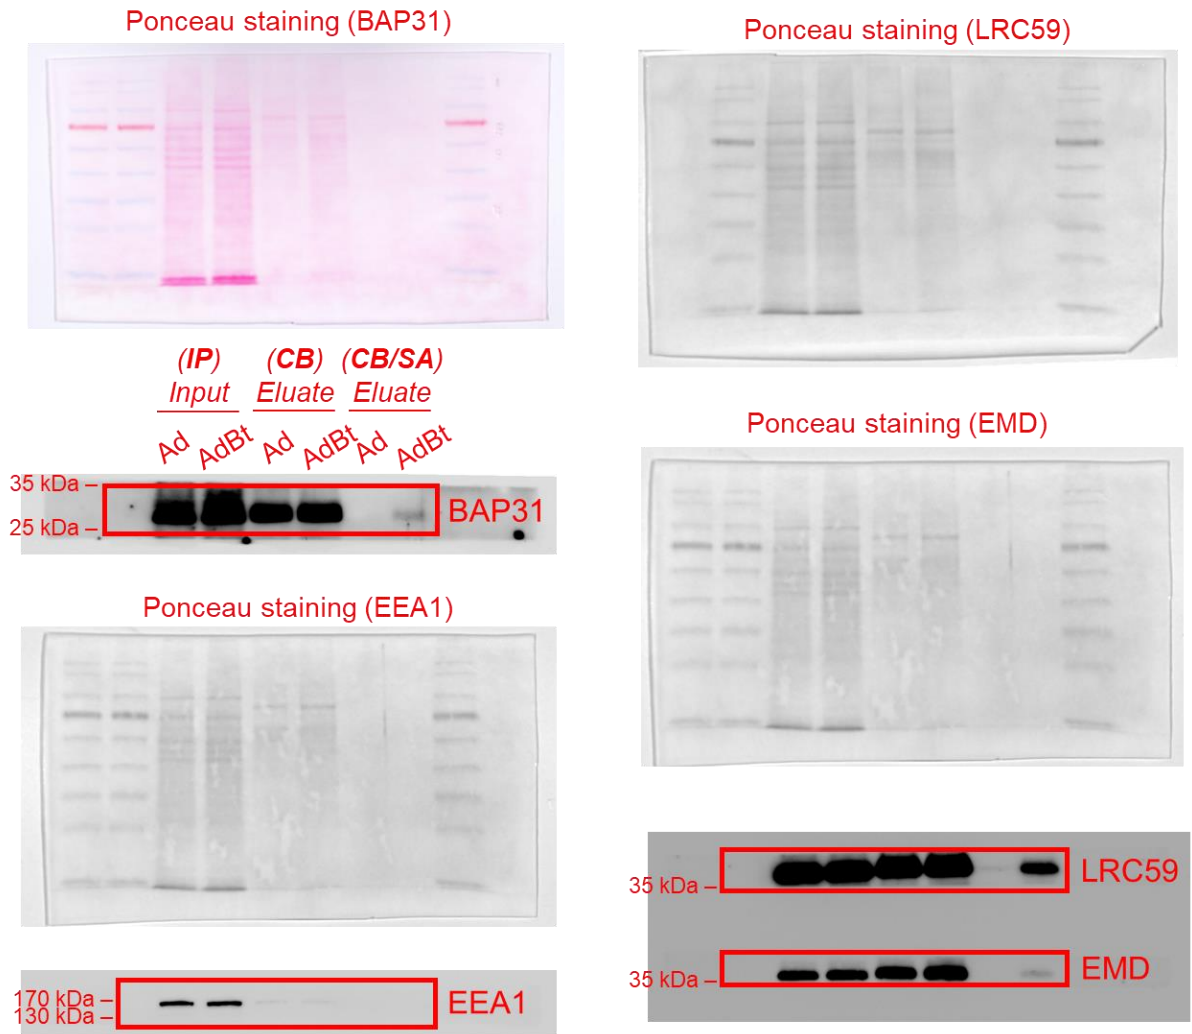 Ponceau staining (BAP31)
(IP) (CB) (CB/SA)
Input Eluate Eluate
Ad AdBt Ad AdBt Ad AdBt
35 kDa –
25 kDa –
BAP31
Ponceau staining (EEA1)
170 kDa –
130 kDa –
EEA1
Ponceau staining (LRC59)
Ponceau staining (EMD)
35 kDa –
LRC59
35 kDa –
EMD